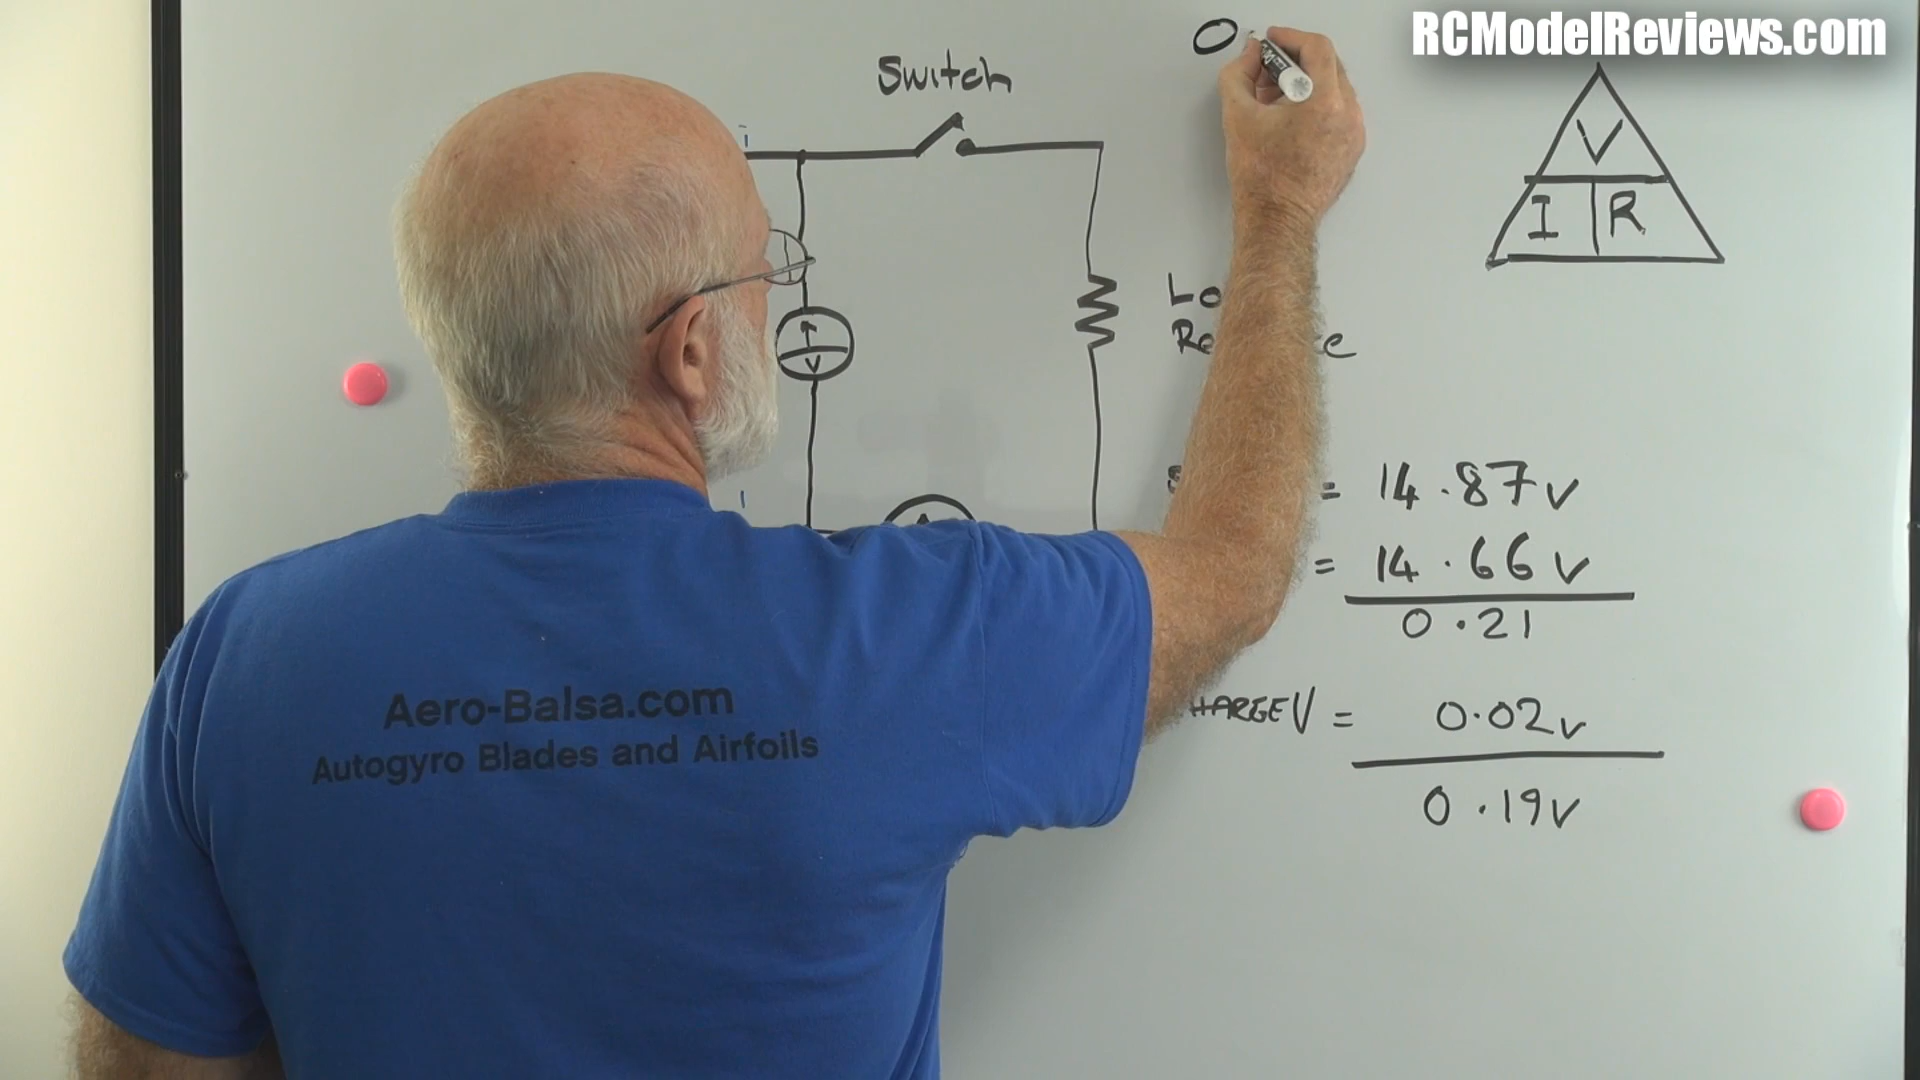 RCModelReviews.com
O
Switch
V
I R
V
= 14.87v
= 14.66v
0.21
Aero-Balsa.com
Autogyro Blades and Airfoils
V = 0.02v
0.19v